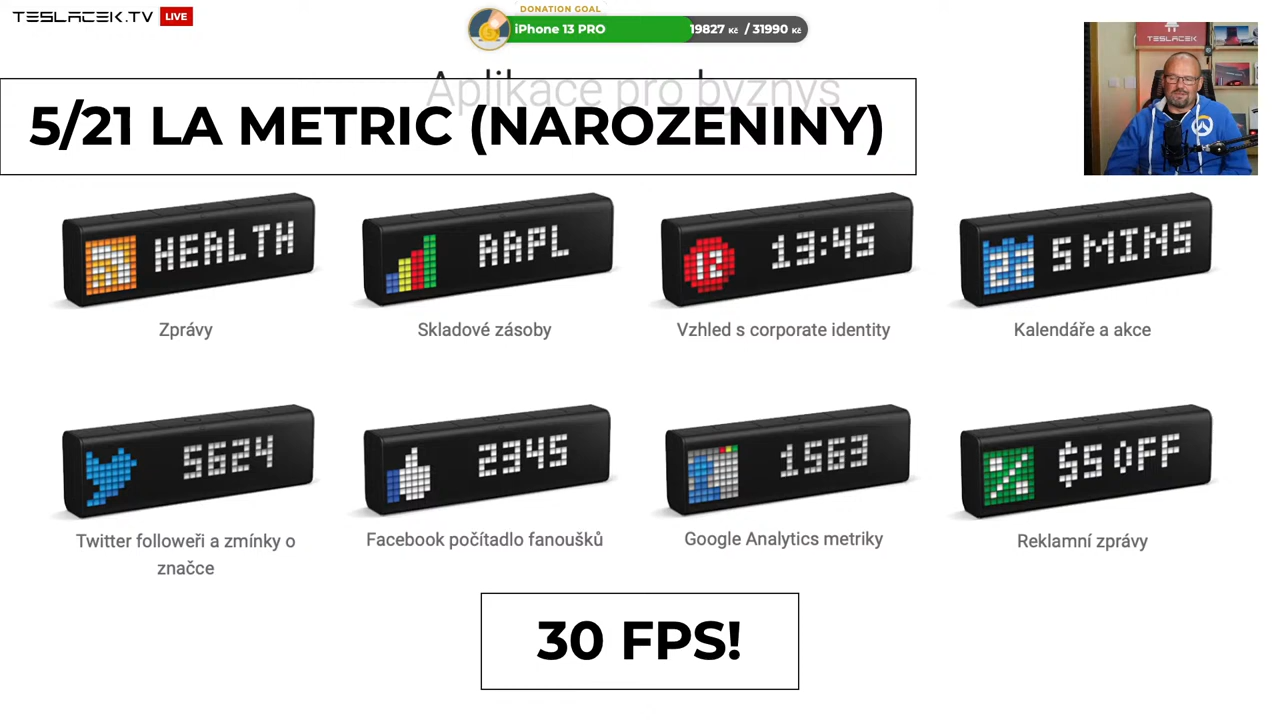 TESLACEK.TV LIVE
DONATION GOAL
iPhone 13 PRO 19827 Kč / 31990 Kč
TESLACEK
Aplikace pro byznys
5/21 LA METRIC (NAROZENINY)
HEALTH
AAPL
13:45
5 MINS
Zprávy
Skladové zásoby
Vzhled s corporate identity
Kalendáře a akce
5624
2345
1563
$5 OFF
Twitter followeři a zmínky o
značce
Facebook počítadlo fanoušků
Google Analytics metriky
Reklamní zprávy
30 FPS!